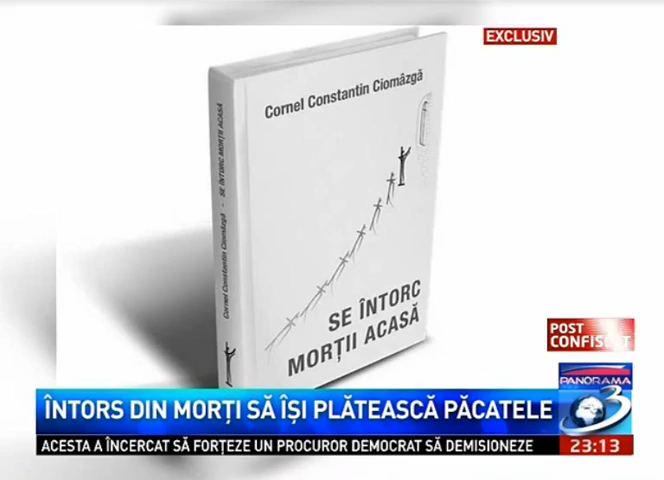 EXCLUSIV
Cornel Constantin Ciomâzgă
Cornel Constantin Ciomâzgă - SE ÎNTORC MORȚII ACASĂ
SE ÎNTORC
MORȚII ACASĂ
POST
PANORAMA
3
ÎNTORS DIN MORȚI SĂ ÎȘI PLĂTEASCĂ PĂCATELE
ACESTA A ÎNCERCAT SĂ FORȚEZE UN PROCUROR DEMOCRAT SĂ DEMISIONEZE
23:13